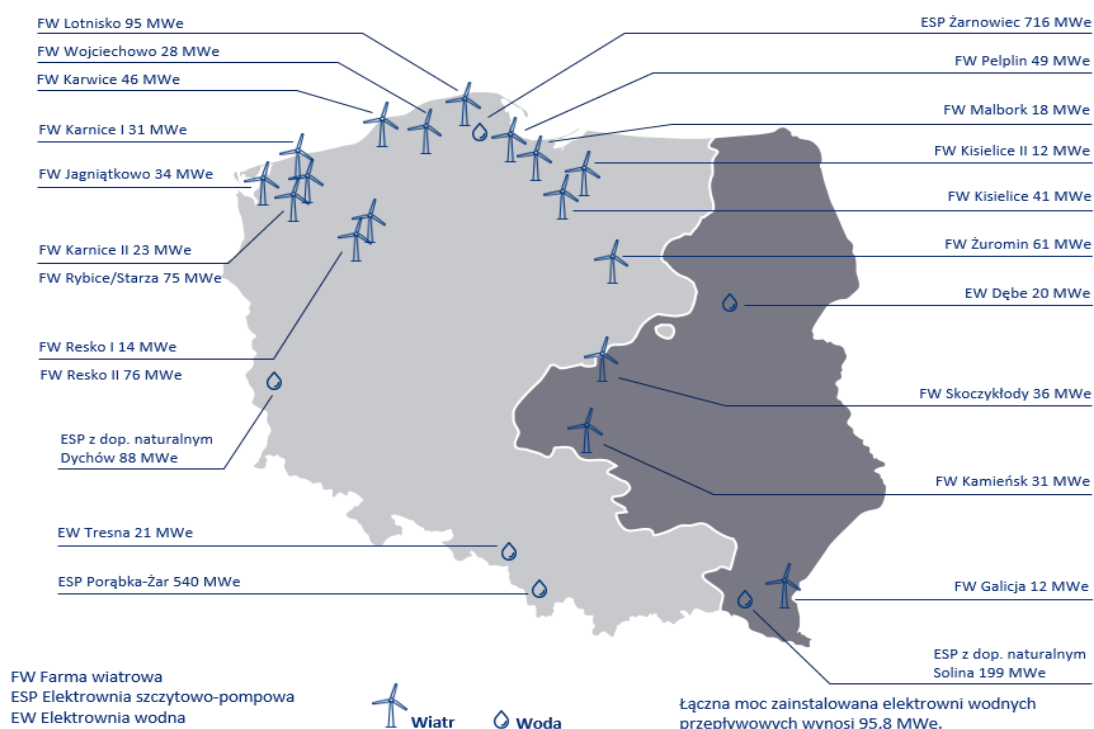 FW Lotnisko 95 MWe
FW Wojciechowo 28 MWe
FW Karwice 46 MWe
FW Karnice I 31 MWe
FW Jagniątkowo 34 MWe
FW Karnice II 23 MWe
FW Rybice/Starza 75 MWe
FW Resko I 14 MWe
FW Resko II 76 MWe
ESP z dop. naturalnym
Dychów 88 MWe
EW Tresna 21 MWe
ESP Porąbka-Żar 540 MWe
ESP Żarnowiec 716 MWe
FW Pelplin 49 MWe
FW Malbork 18 MWe
FW Kisielice II 12 MWe
FW Kisielice 41 MWe
FW Żuromin 61 MWe
EW Dębe 20 MWe
FW Skoczykłody 36 MWe
FW Kamieńsk 31 MWe
FW Galicja 12 MWe
ESP z dop. naturalnym
Solina 199 MWe
FW Farma wiatrowa
ESP Elektrownia szczytowo-pompowa
EW Elektrownia wodna
Wiatr
Woda
Łączna moc zainstalowana elektrowni wodnych
przepływowych wynosi 95,8 MWe.